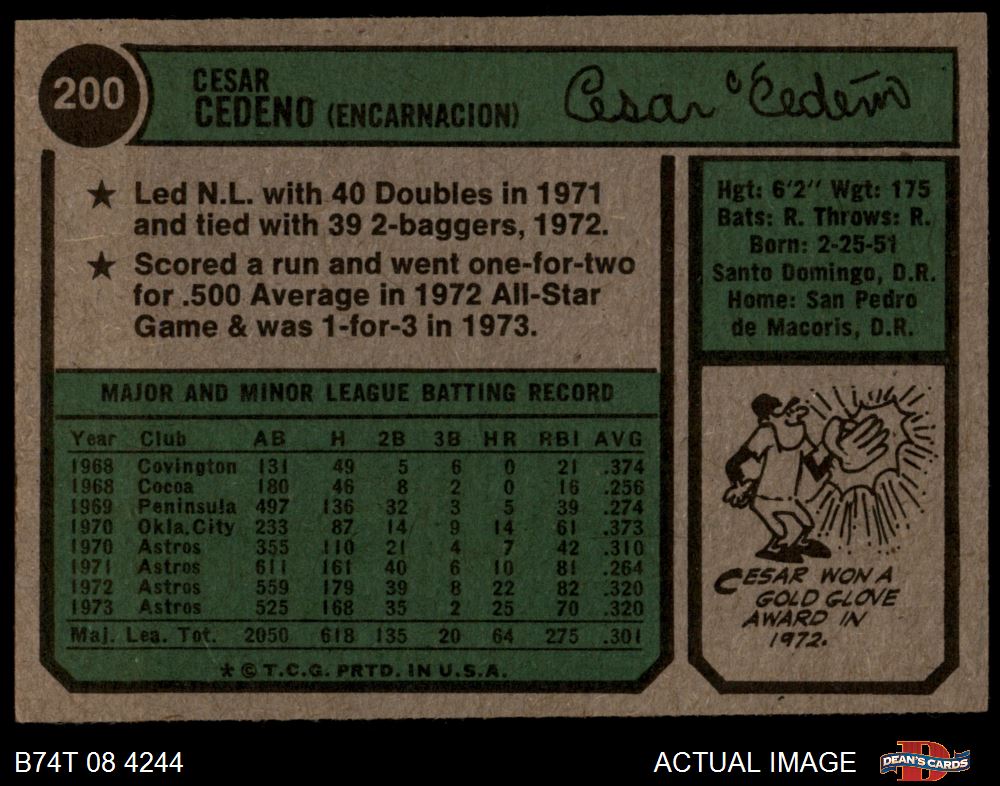 200
CESAR
CEDENO (ENCARNACION)
Cesar Cedeño
★ Led N.L. with 40 Doubles in 1971
and tied with 39 2-baggers, 1972.
★ Scored a run and went one-for-two
for .500 Average in 1972 All-Star
Game & was 1-for-3 in 1973.
Hgt: 6'2" Wgt: 175
Bats: R. Throws: R.
Born: 2-25-51
Santo Domingo, D.R.
Home: San Pedro
de Macoris, D.R.
MAJOR AND MINOR LEAGUE BATTING RECORD
Year Club AB H 2B 3B HR RBI AVG
1968 Covington 131 49 5 6 0 21 .374
1968 Cocoa 180 46 8 2 0 16 .256
1969 Peninsula 497 136 32 3 5 39 .274
1970 Okla.City 233 87 14 9 14 61 .373
1970 Astros 355 110 21 4 7 42 .310
1971 Astros 611 161 40 6 10 81 .264
1972 Astros 559 179 39 8 22 82 .320
1973 Astros 525 168 35 2 25 70 .320
Maj. Lea. Tot. 2050 618 135 20 64 275 .301
* © T.C.G. PRTD. IN U.S.A.
CESAR WON A
GOLD GLOVE
AWARD IN
1972.
B74T 08 4244
ACTUAL IMAGE
DEAN'S CARDS